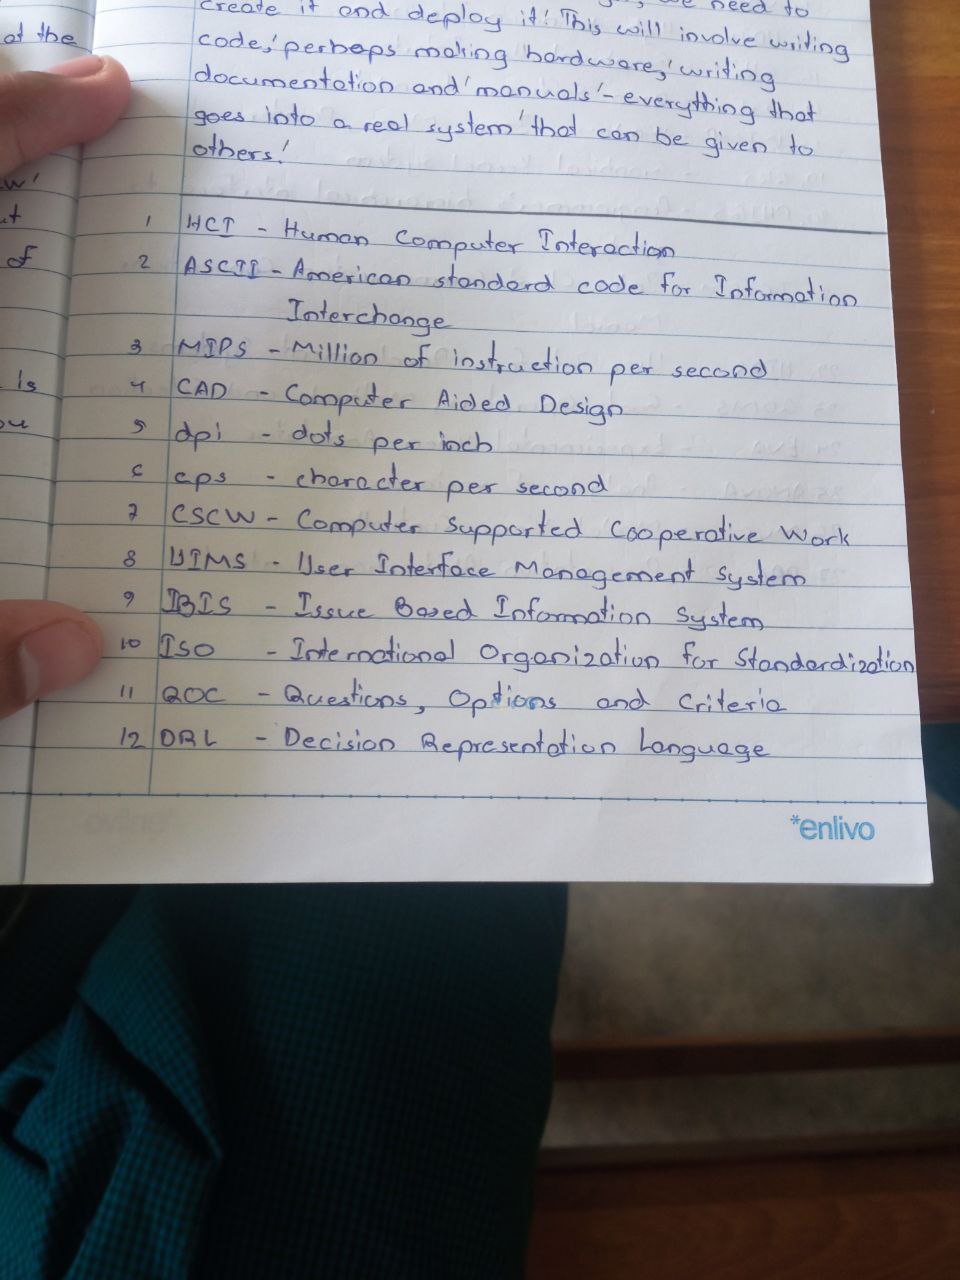 need to
create it and deploy it! This will involve writing
code, perhaps making hardware, writing
documentation and 'manuals' - everything that
goes into a real system that can be given to
others!
at the
w'
of
is
1 HCI - Human Computer Interaction
2 ASCII - American standard code for Information
Interchange
3 MIPS - Million of instruction per second
4 CAD - Computer Aided Design
5 dpi - dots per inch
6 cps - character per second
7 CSCW - Computer Supported Cooperative Work
8 UIMS - User Interface Management System
9 IBIS - Issue Based Information System
10 ISO - International Organization for Standardization
11 QOC - Questions, Options and Criteria
12 DRL - Decision Representation Language
*enlivo